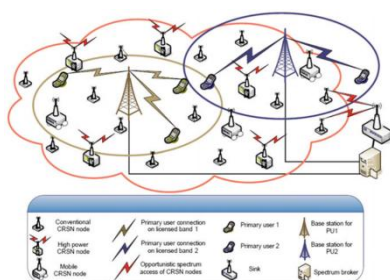 Conventional
CRSN node
Primary user connection
on licensed band 1
Primary user 1
Base station for
PU1
High power
CRSN node
Primary user connection
on licensed band 2
Primary user 2
Base station for
PU2
Mobile
CRSN node
Opportunistic spectrum
access of CRSN nodes
Sink
Spectrum broker